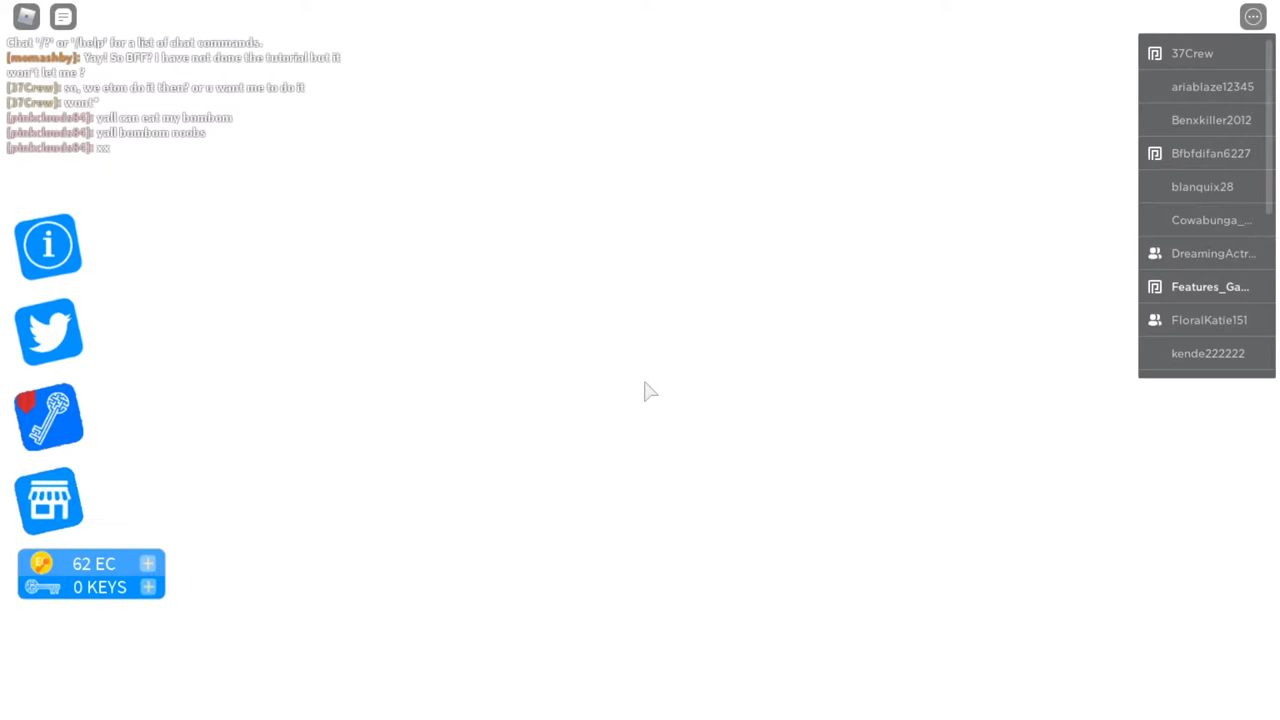 Chat '/?' or '/help' for a list of chat commands.
[momashby]: Yay! So BFF? I have not done the tutorial but it
won't let me ?
[37Crew]: so, we eton do it then? or u want me to do it
[37Crew]: wont*
[pinkclouds84]: yall can eat my bombom
[pinkclouds84]: yall bombom noobs
[pinkclouds84]: xx
62 EC
0 KEYS
37Crew
ariablaze12345
Benxkiller2012
Bfbfdifan6227
blanquix28
Cowabunga_...
DreamingActr...
Features_Ga...
FloralKatie151
kende222222